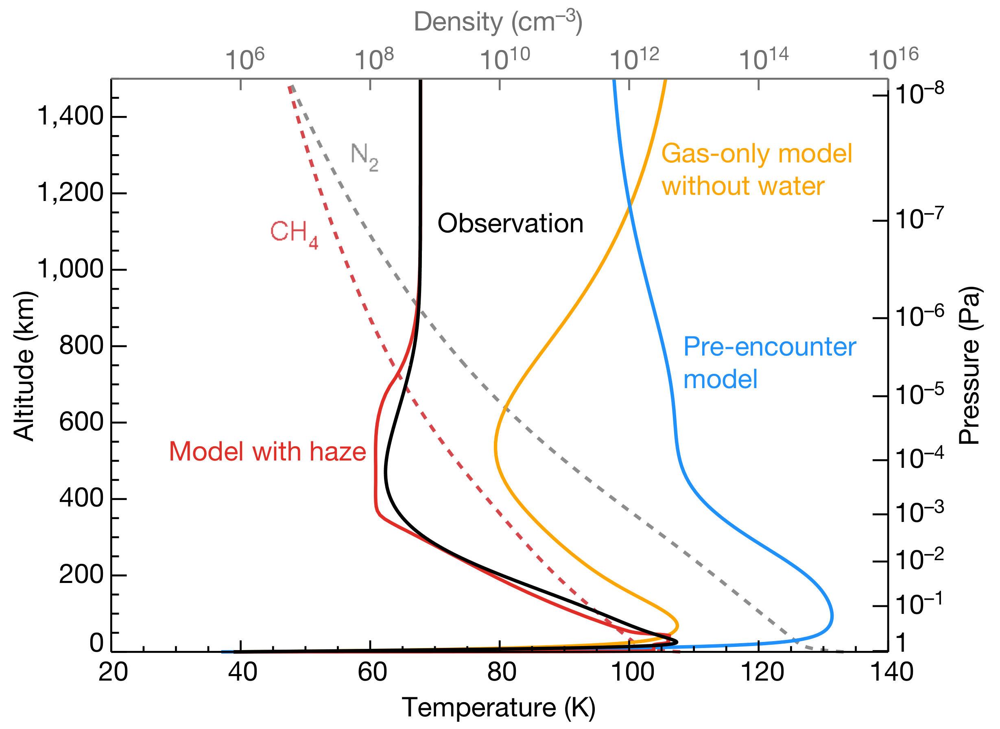 Density (cm⁻³)
10⁶ 10⁸ 10¹⁰ 10¹² 10¹⁴ 10¹⁶
Altitude (km)
1,400
1,200
1,000
800
600
400
200
0
N₂
CH₄
Observation
Gas-only model
without water
Pre-encounter
model
Model with haze
10⁻⁸
10⁻⁷
10⁻⁶
10⁻⁵
10⁻⁴
10⁻³
10⁻²
10⁻¹
1
Pressure (Pa)
20 40 60 80 100 120 140
Temperature (K)